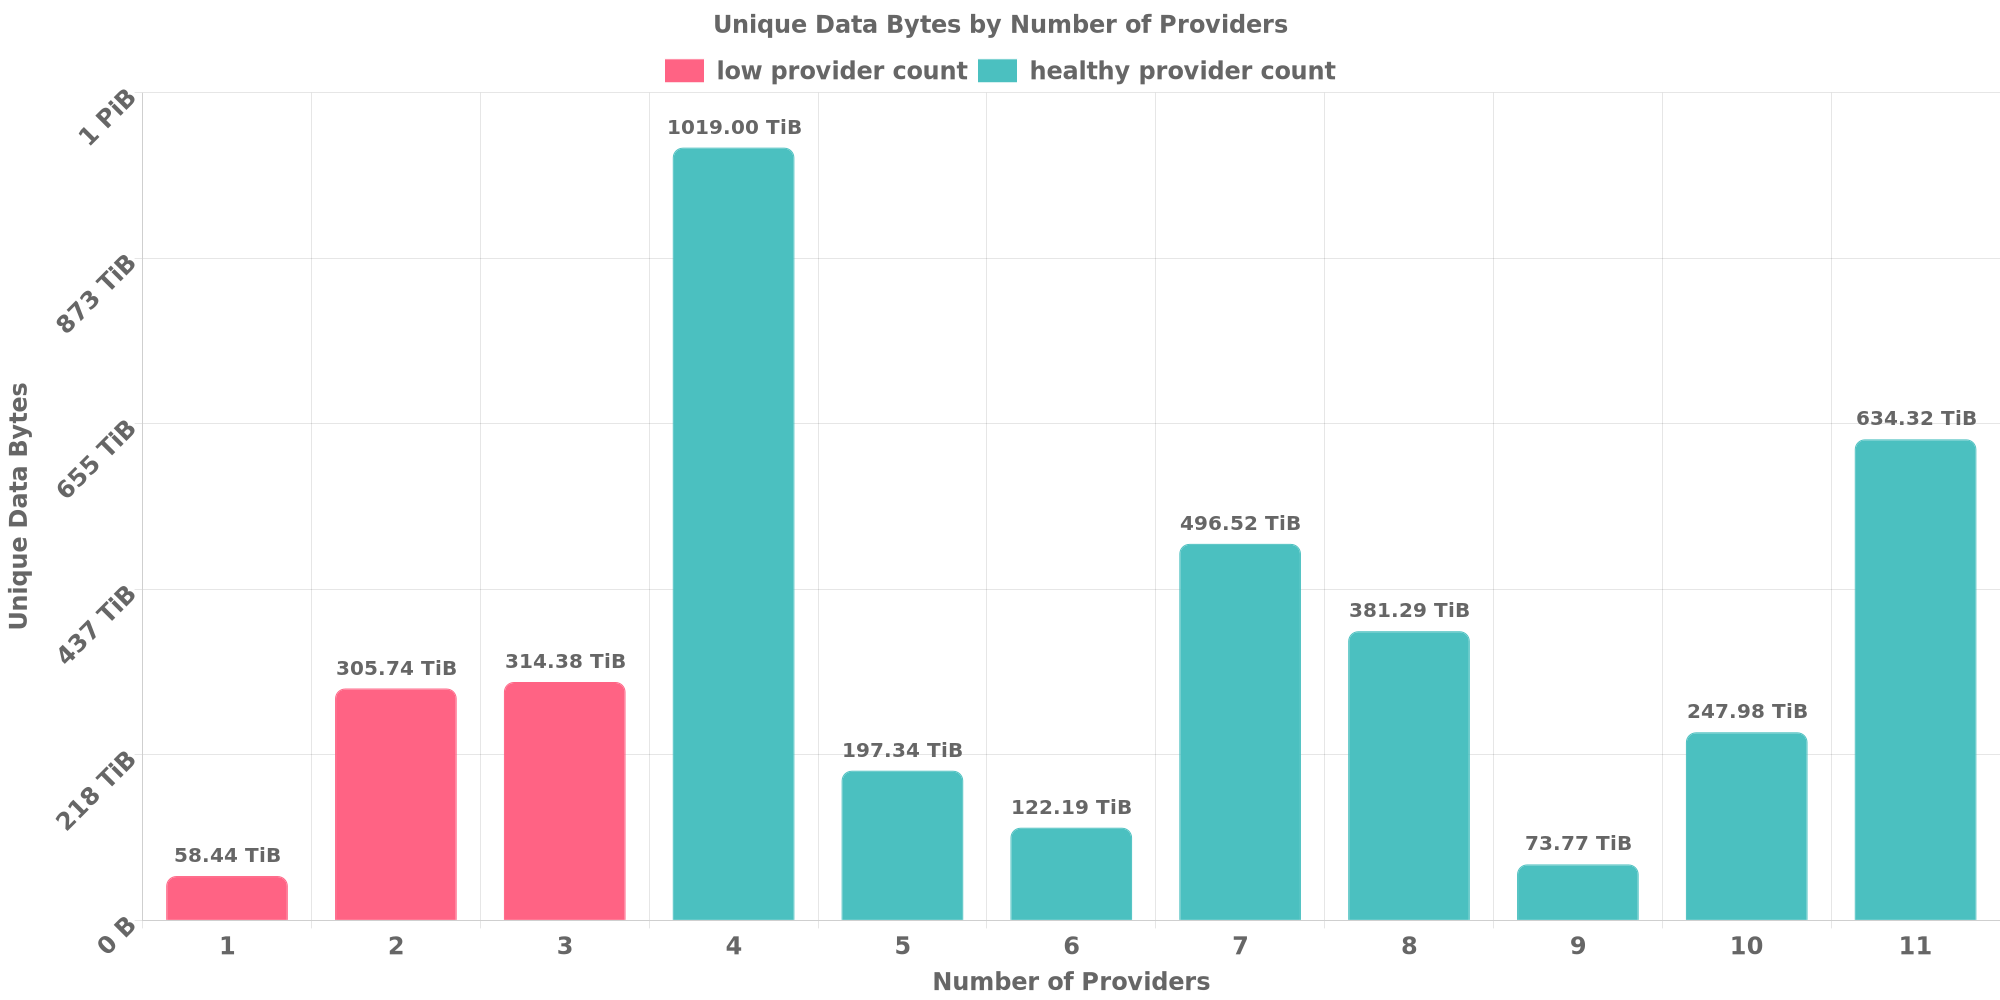 Unique Data Bytes by Number of Providers
low provider count healthy provider count
1 PiB
873 TiB
655 TiB
437 TiB
218 TiB
0 B
Unique Data Bytes
58.44 TiB
305.74 TiB
314.38 TiB
1019.00 TiB
197.34 TiB
122.19 TiB
496.52 TiB
381.29 TiB
73.77 TiB
247.98 TiB
634.32 TiB
1 2 3 4 5 6 7 8 9 10 11
Number of Providers